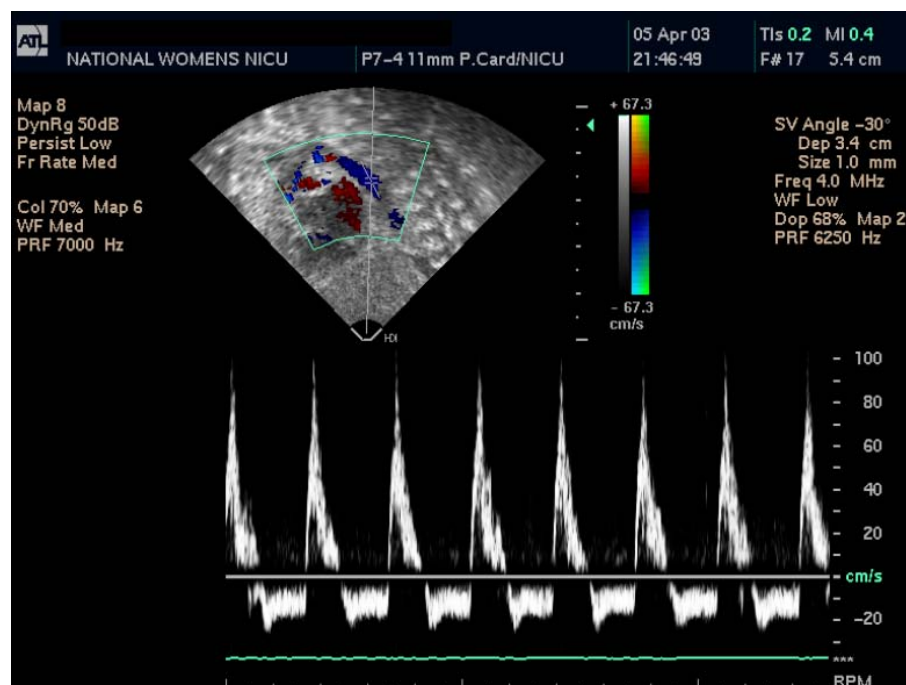 ATL
NATIONAL WOMENS NICU
P7-4 11mm P.Card/NICU
05 Apr 03
21:46:49
TIs 0.2 MI 0.4
F# 17 5.4 cm
Map 8
DynRg 50dB
Persist Low
Fr Rate Med
Col 70% Map 6
WF Med
PRF 7000 Hz
+ 67.3
- 67.3
cm/s
SV Angle -30°
Dep 3.4 cm
Size 1.0 mm
Freq 4.0 MHz
WF Low
Dop 68% Map 2
PRF 6250 Hz
HDI
100
80
60
40
20
cm/s
-20
***
RPM